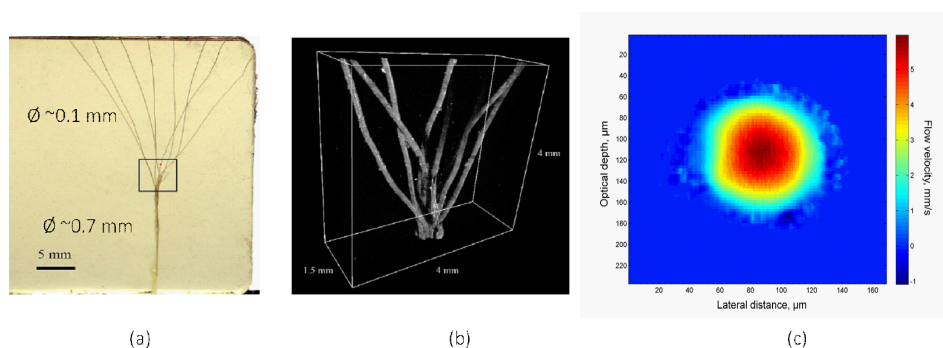 Ø ~0.1 mm
Ø ~0.7 mm
5 mm
(a)
4 mm
1.5 mm
4 mm
(b)
20
40
60
80
100
120
140
160
180
200
220
Optical depth, µm
20 40 60 80 100 120 140 160
Lateral distance, µm
5
4
3
2
1
0
-1
Flow velocity, mm/s
(c)